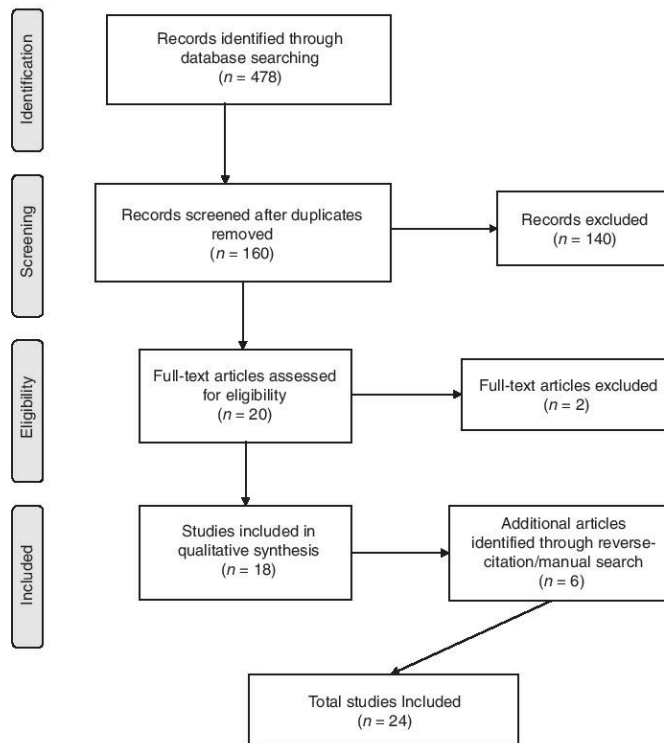 Identification
Records identified through
database searching
(n = 478)
Screening
Records screened after duplicates
removed
(n = 160)
Records excluded
(n = 140)
Eligibility
Full-text articles assessed
for eligibility
(n = 20)
Full-text articles excluded
(n = 2)
Included
Studies included in
qualitative synthesis
(n = 18)
Additional articles
identified through reverse-
citation/manual search
(n = 6)
Total studies Included
(n = 24)